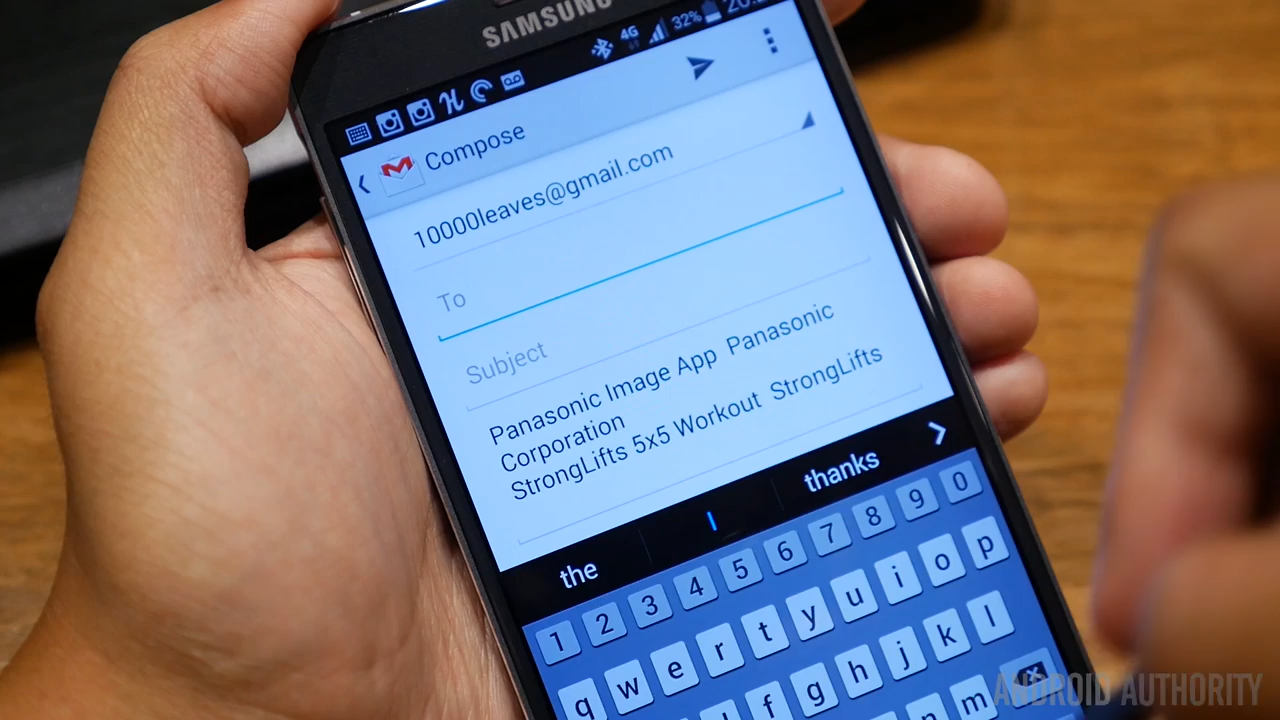 SAMSUNG
4G 32%
Compose
10000leaves@gmail.com
To
Subject
Panasonic Image App Panasonic
Corporation
StrongLifts 5x5 Workout StrongLifts
the I thanks
1 2 3 4 5 6 7 8 9 0
q w e r t y u i o p
f g h j k l
m
ANDROID AUTHORITY